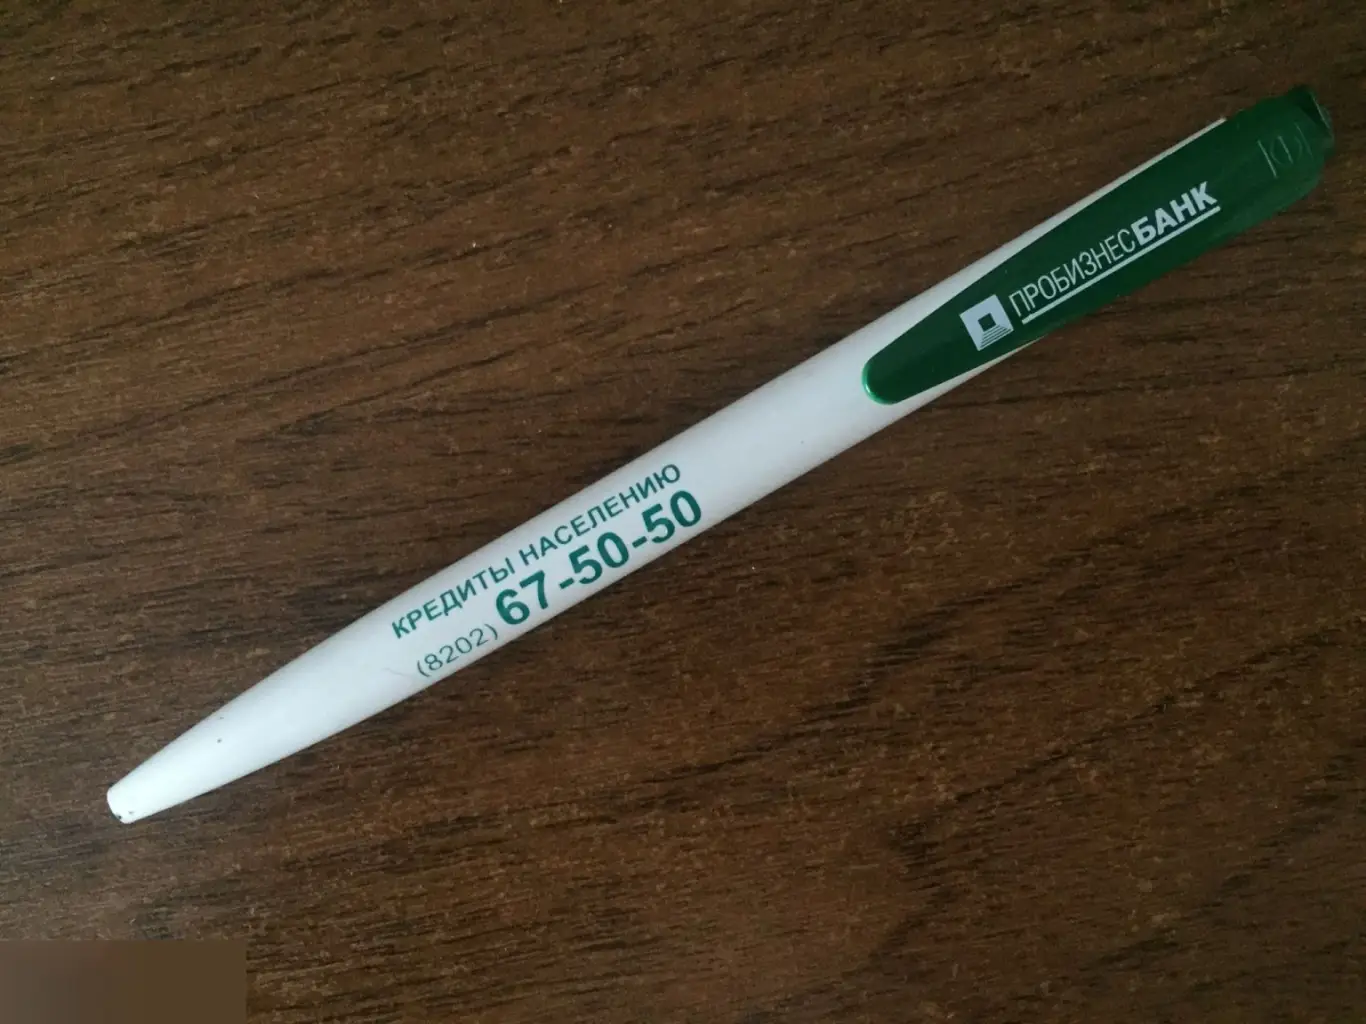 ПРОБИЗНЕСБАНК
КРЕДИТЫ НАСЕЛЕНИЮ
(8202) 67-50-50